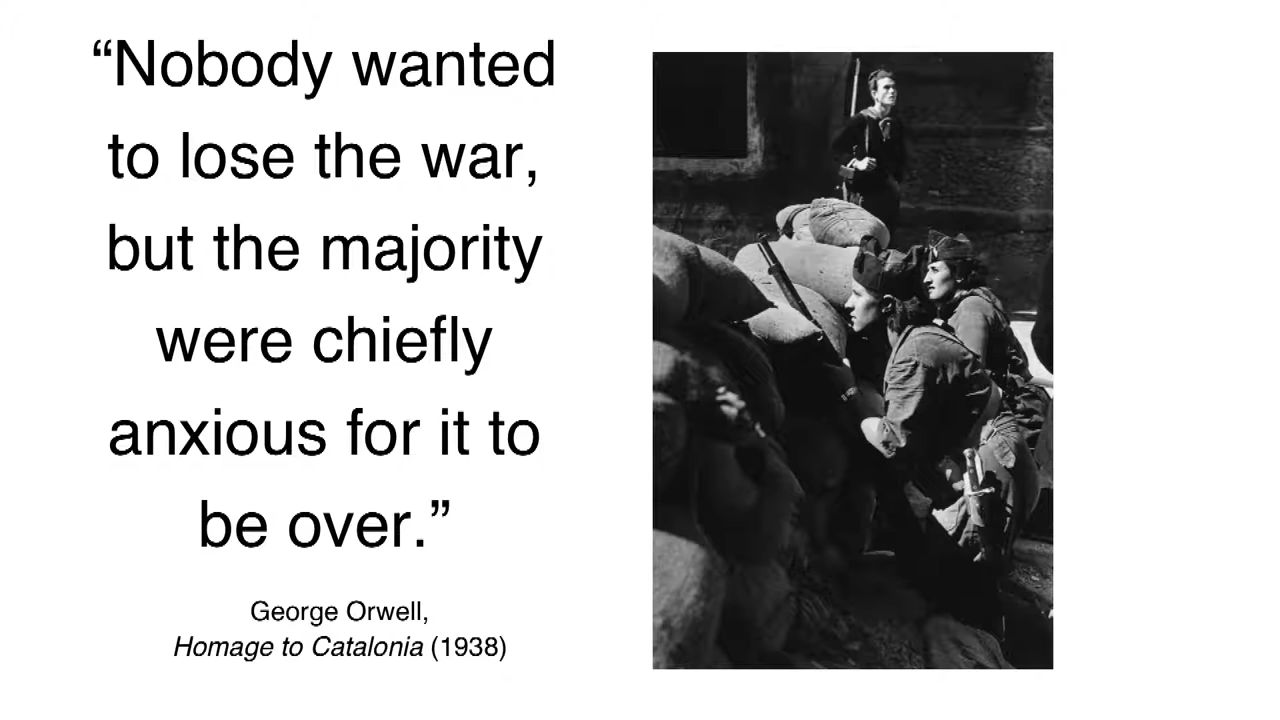 “Nobody wanted
to lose the war,
but the majority
were chiefly
anxious for it to
be over.”
George Orwell,
Homage to Catalonia (1938)